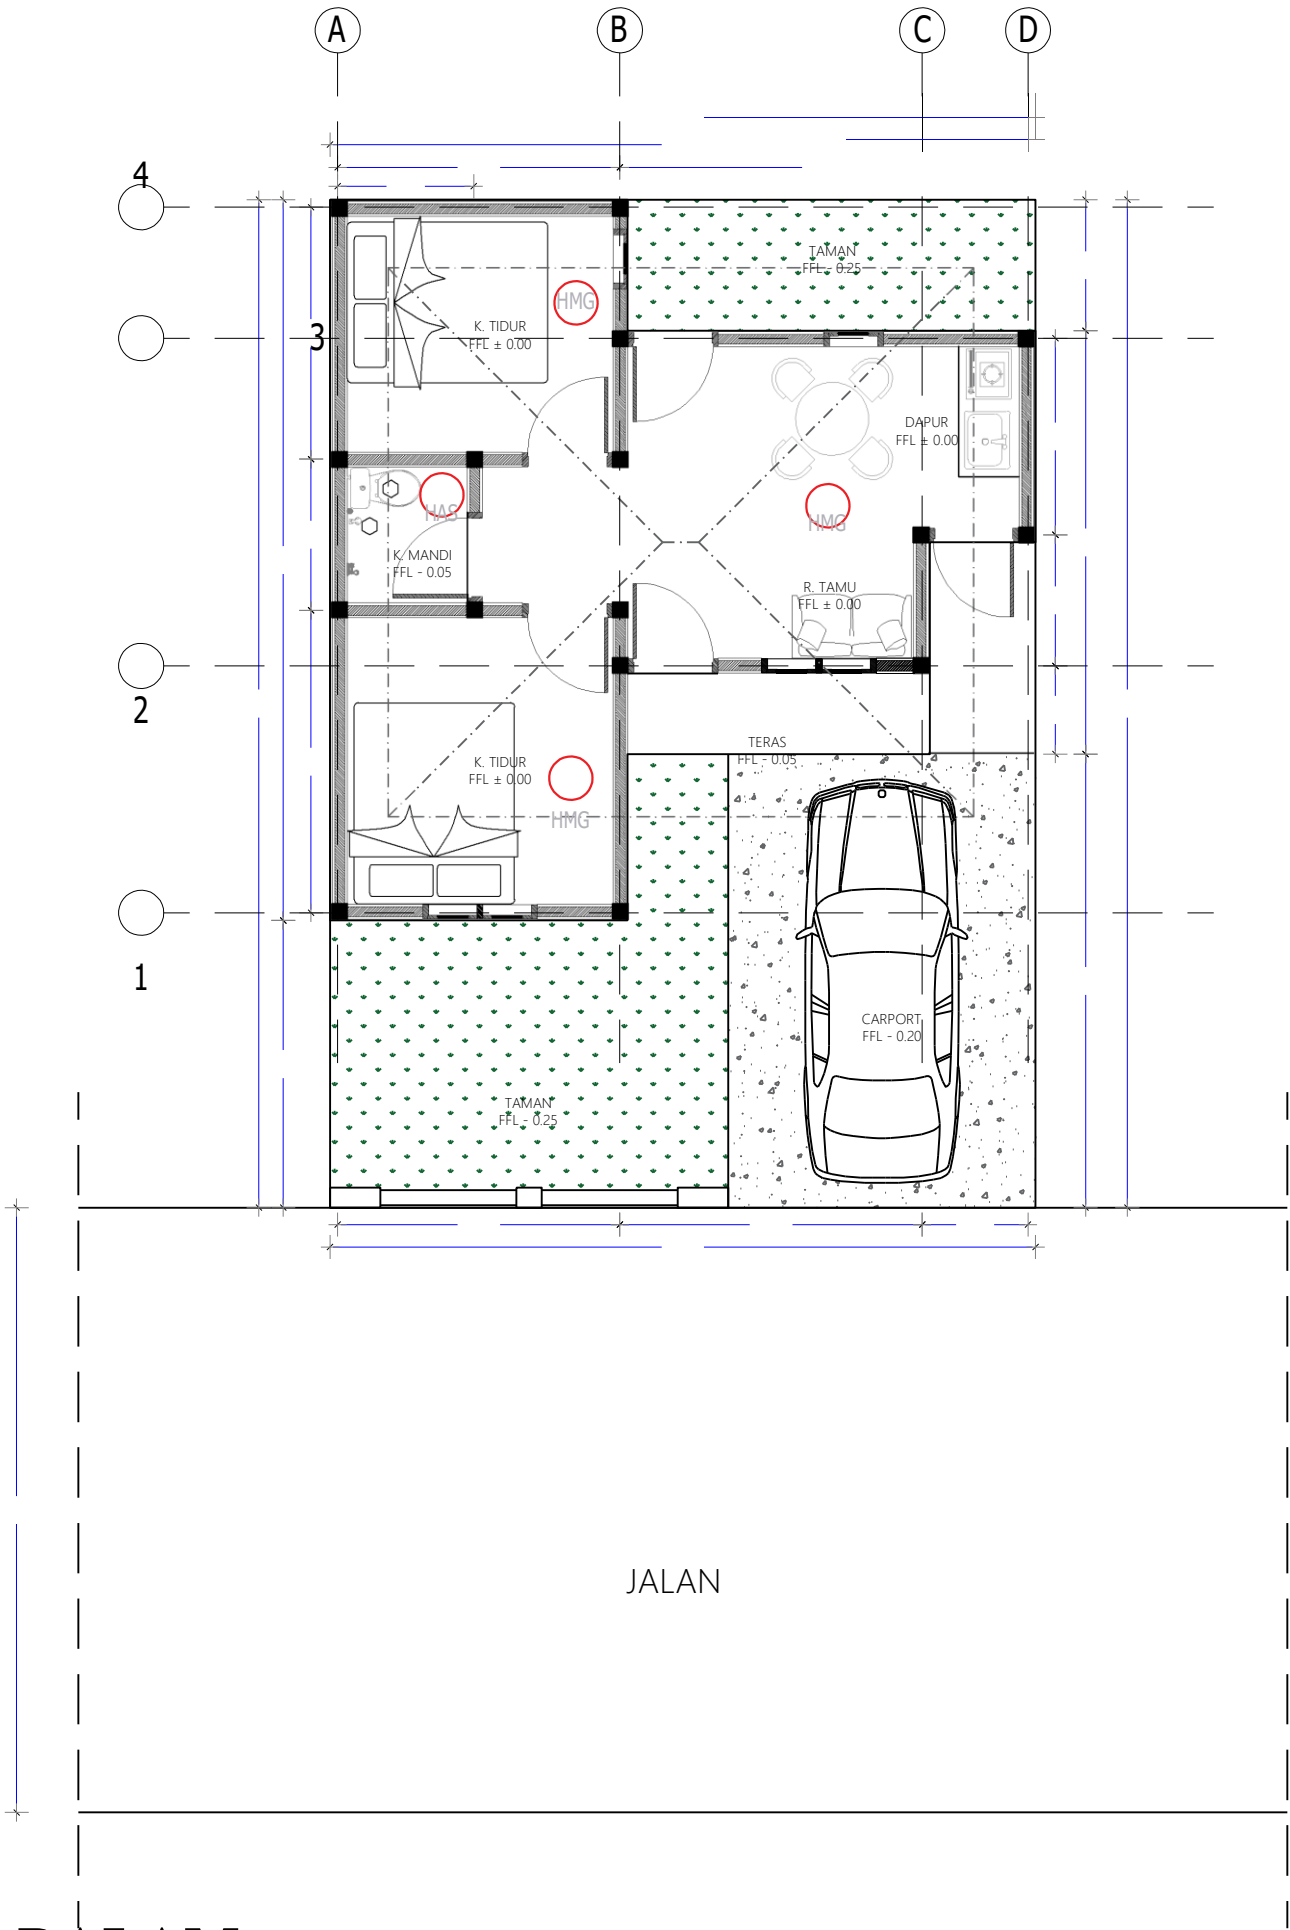 A
B
C
D
4
TAMAN
FFL - 0.25
HMG
K. TIDUR
FFL ± 0.00
3
DAPUR
FFL ± 0.00
HAS
HMG
K. MANDI
FFL - 0.05
R. TAMU
FFL ± 0.00
2
TERAS
FFL - 0.05
K. TIDUR
FFL ± 0.00
HMG
1
CARPORT
FFL - 0.20
TAMAN
FFL - 0.25
JALAN